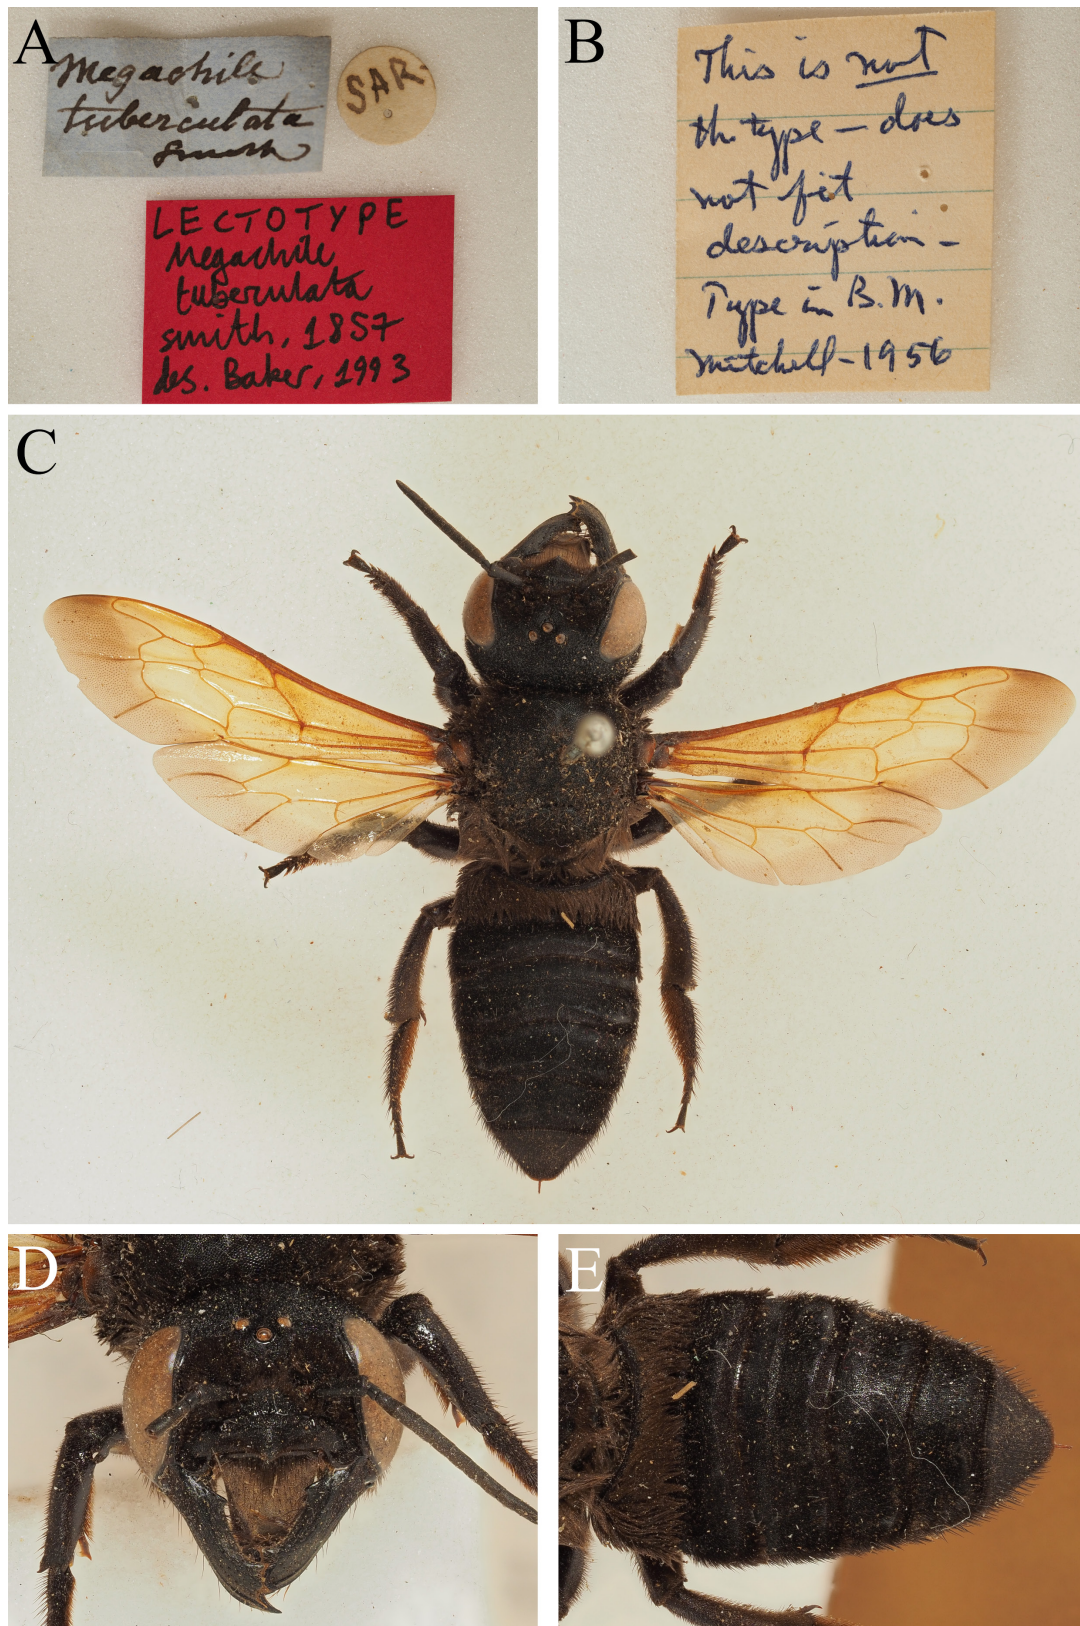 A
Megachile
tuberculata
Smith
SAR.
LECTOTYPE
Megachile
tuberculata
smith, 1857
des. Baker, 1993
B
This is not
the type – does
not fit
description –
Type in B.M.
Mitchell – 1956
C
D
E